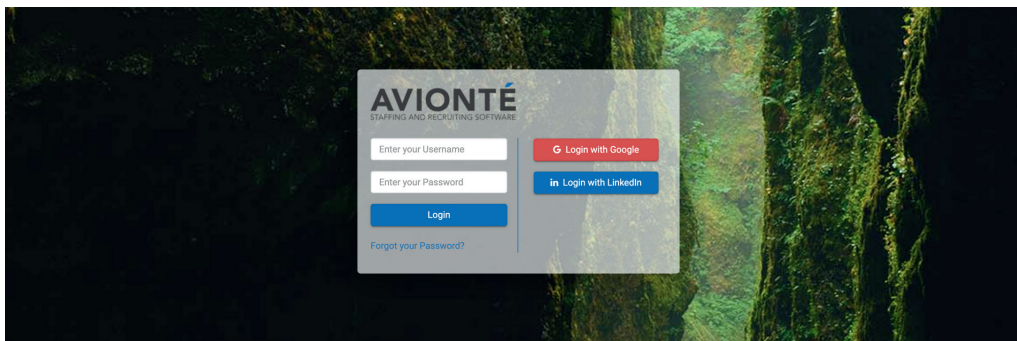 AVIONTÉ
STAFFING AND RECRUITING SOFTWARE
Enter your Username
Enter your Password
Login
Forgot your Password?
G Login with Google
in Login with LinkedIn